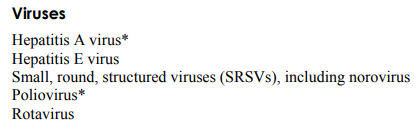 Viruses
Hepatitis A virus*
Hepatitis E virus
Small, round, structured viruses (SRSVs), including norovirus
Poliovirus*
Rotavirus